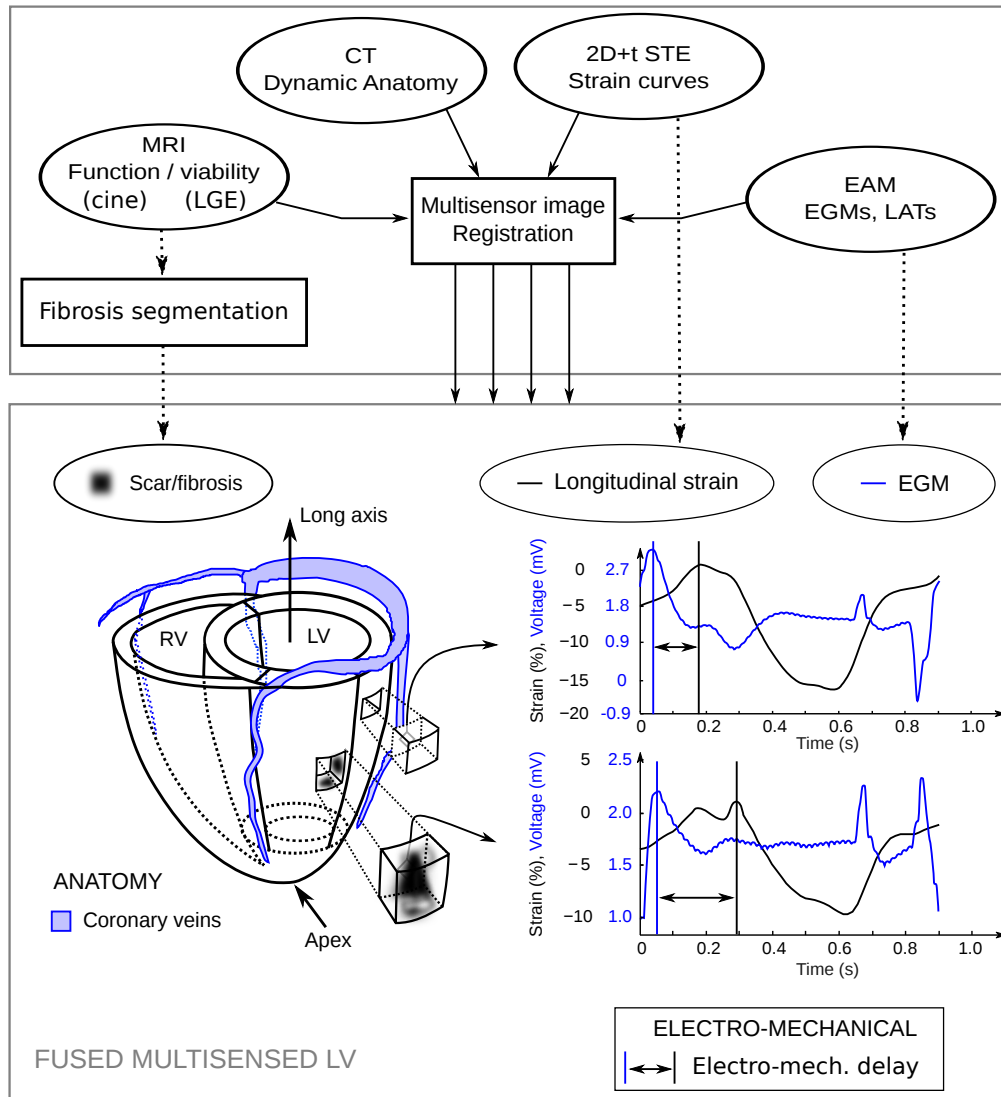 CT
Dynamic Anatomy
2D+t STE
Strain curves
MRI
Function / viability
(cine) (LGE)
Multisensor image
Registration
EAM
EGMs, LATs
Fibrosis segmentation
Scar/fibrosis
Longitudinal strain
EGM
Long axis
RV
LV
ANATOMY
Coronary veins
Apex
Strain (%), Voltage (mV)
0 2.7
−5 1.8
−10 0.9
−15 0
−20 -0.9
0 0.2 0.4 0.6 0.8 1.0
Time (s)
Strain (%), Voltage (mV)
5 2.5
0 2.0
−5 1.5
−10 1.0
0 0.2 0.4 0.6 0.8 1.0
Time (s)
ELECTRO-MECHANICAL
Electro-mech. delay
FUSED MULTISENSED LV